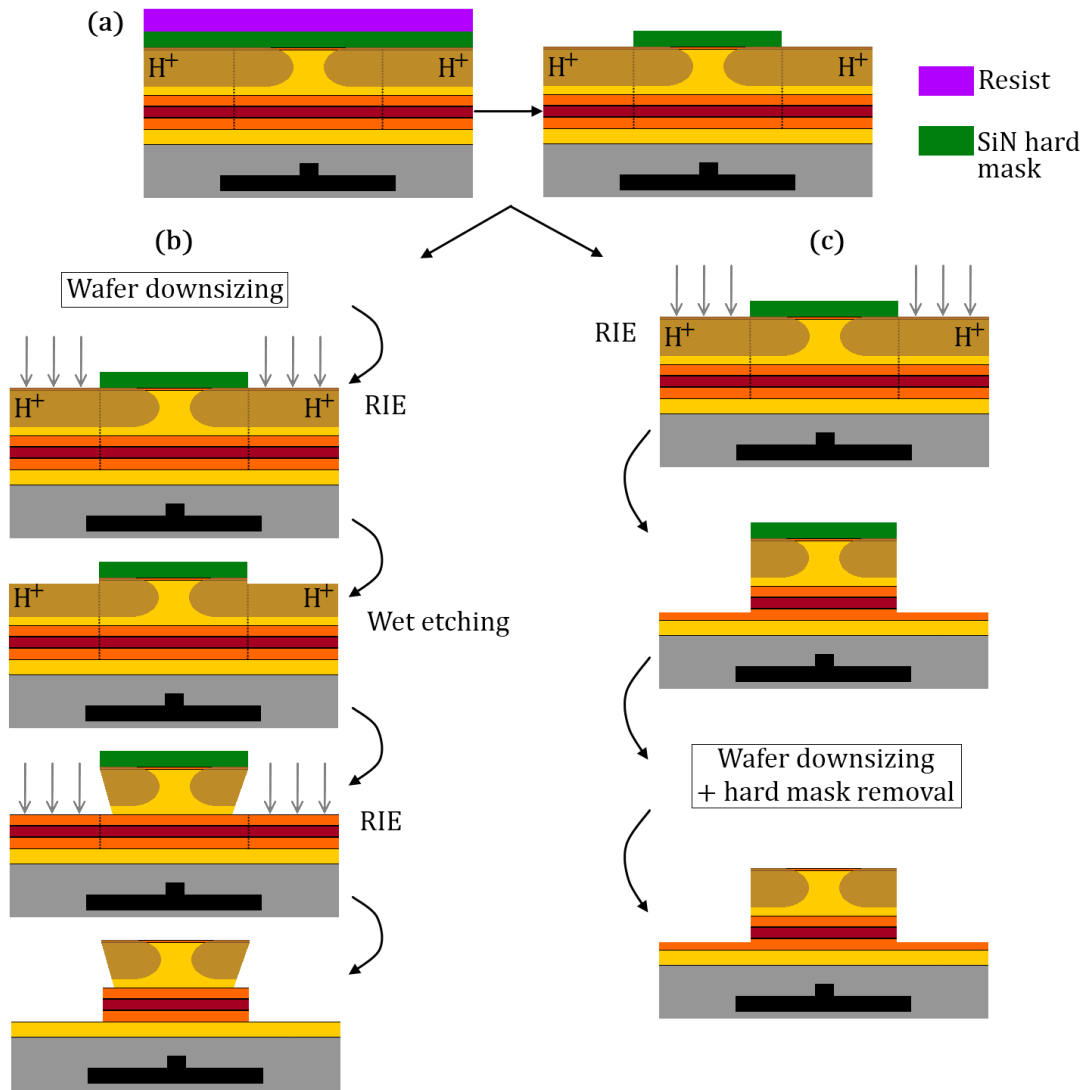 (a)
H+
H+
H+
H+
Resist
SiN hard
mask
(b)
(c)
Wafer downsizing
RIE
H+
H+
RIE
H+
H+
H+
H+
Wet etching
RIE
Wafer downsizing
+ hard mask removal